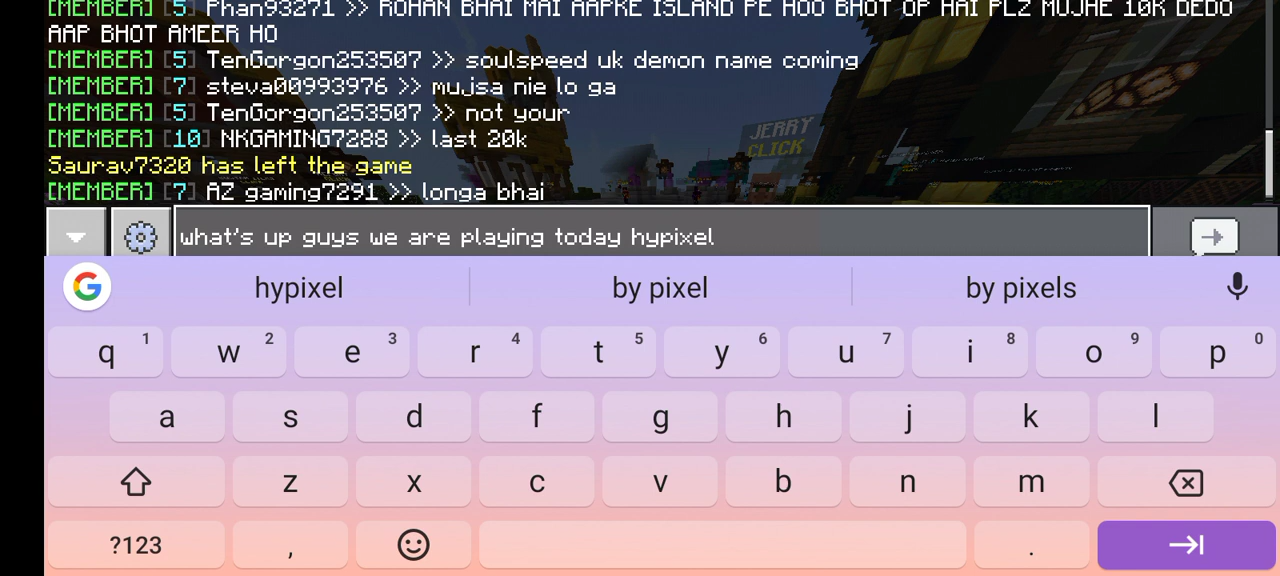 [MEMBER] [5] Phan93271 >> ROHAN BHAI MAI AAPKE ISLAND PE HOO BHOT OP HAI PLZ MUJHE 10K DEDO
AAP BHOT AMEER HO
[MEMBER] [5] TenGorgon253507 >> soulspeed uk demon name coming
[MEMBER] [7] steva00993976 >> mujsa nie lo ga
[MEMBER] [5] TenGorgon253507 >> not your
[MEMBER] [10] NKGAMING7288 >> last 20k
JERRY
CLICK
Saurav7320 has left the game
[MEMBER] [7] AZ gaming7291 >> longa bhai
what's up guys we are playing today hypixel
G hypixel by pixel by pixels
q 1 w 2 e 3 r 4 t 5 y 6 u 7 i 8 o 9 p 0
a s d f g h j k l
z x c v b n m
?123 , .